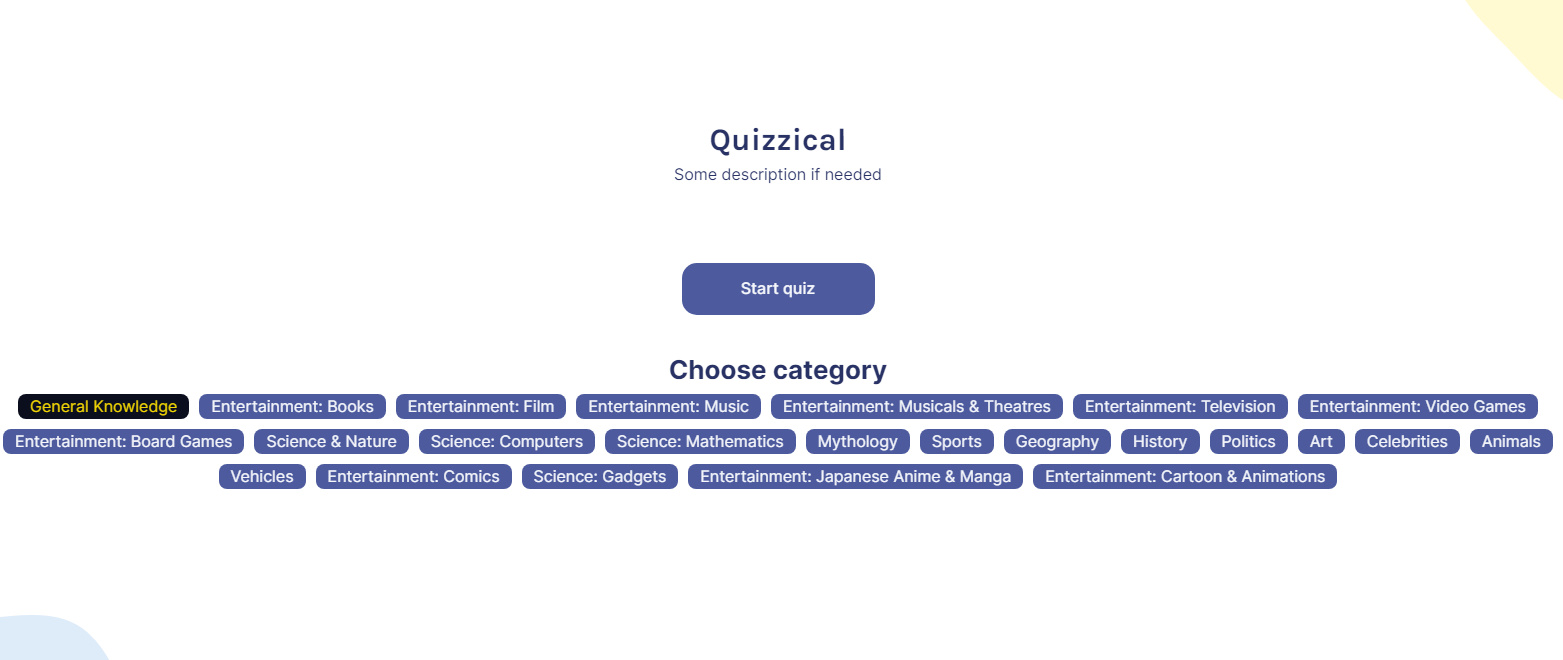 Quizzical
Some description if needed
Start quiz
Choose category
General Knowledge Entertainment: Books Entertainment: Film Entertainment: Music Entertainment: Musicals & Theatres Entertainment: Television Entertainment: Video Games
Entertainment: Board Games Science & Nature Science: Computers Science: Mathematics Mythology Sports Geography History Politics Art Celebrities Animals
Vehicles Entertainment: Comics Science: Gadgets Entertainment: Japanese Anime & Manga Entertainment: Cartoon & Animations